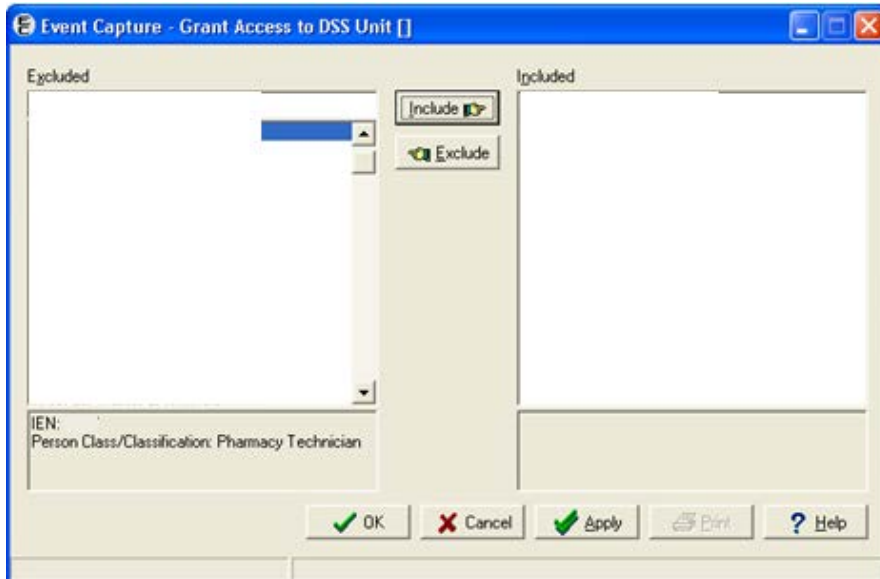 Event Capture - Grant Access to DSS Unit []
Excluded
Included
Include
Exclude
IEN:
Person Class/Classification: Pharmacy Technician
OK
Cancel
Apply
Print
? Help